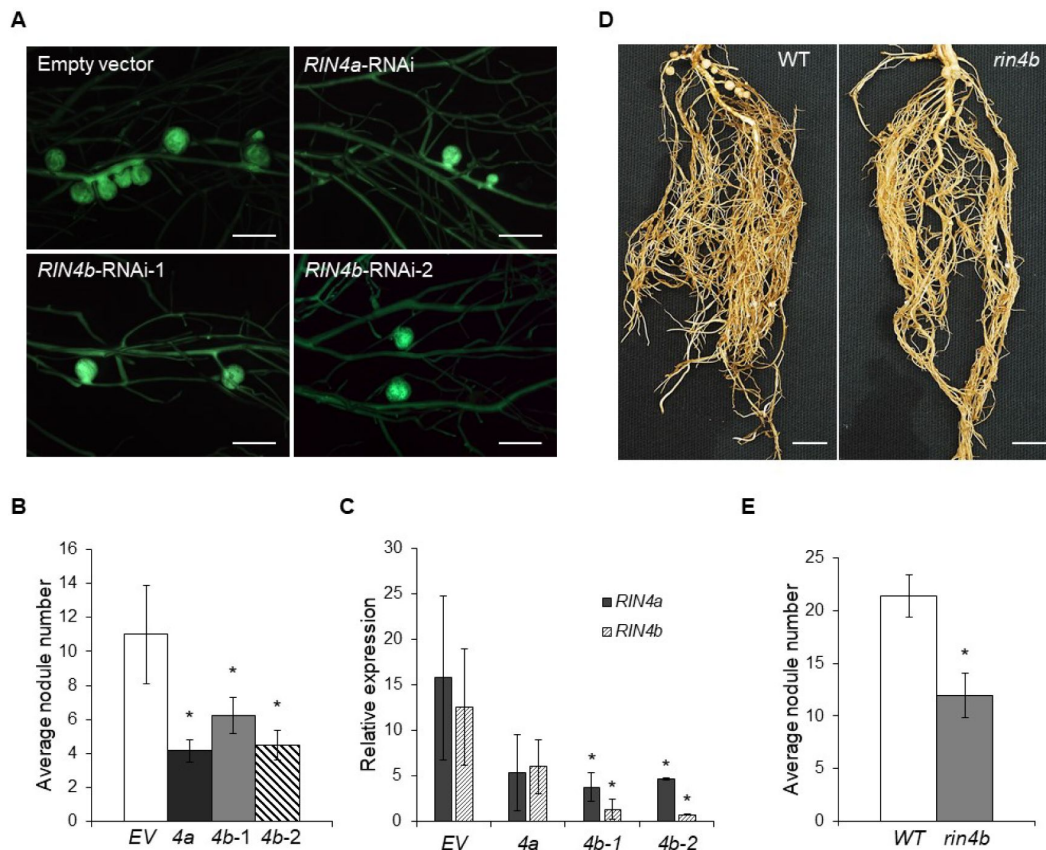 A
Empty vector
RIN4a-RNAi
RIN4b-RNAi-1
RIN4b-RNAi-2
D
WT
rin4b
B
Average nodule number
16
14
12
10
8
6
4
2
0
*
*
*
EV 4a 4b-1 4b-2
C
Relative expression
30
25
20
15
10
5
0
RIN4a
RIN4b
* *
* *
EV 4a 4b-1 4b-2
E
Average nodule number
25
20
15
10
5
0
*
WT rin4b